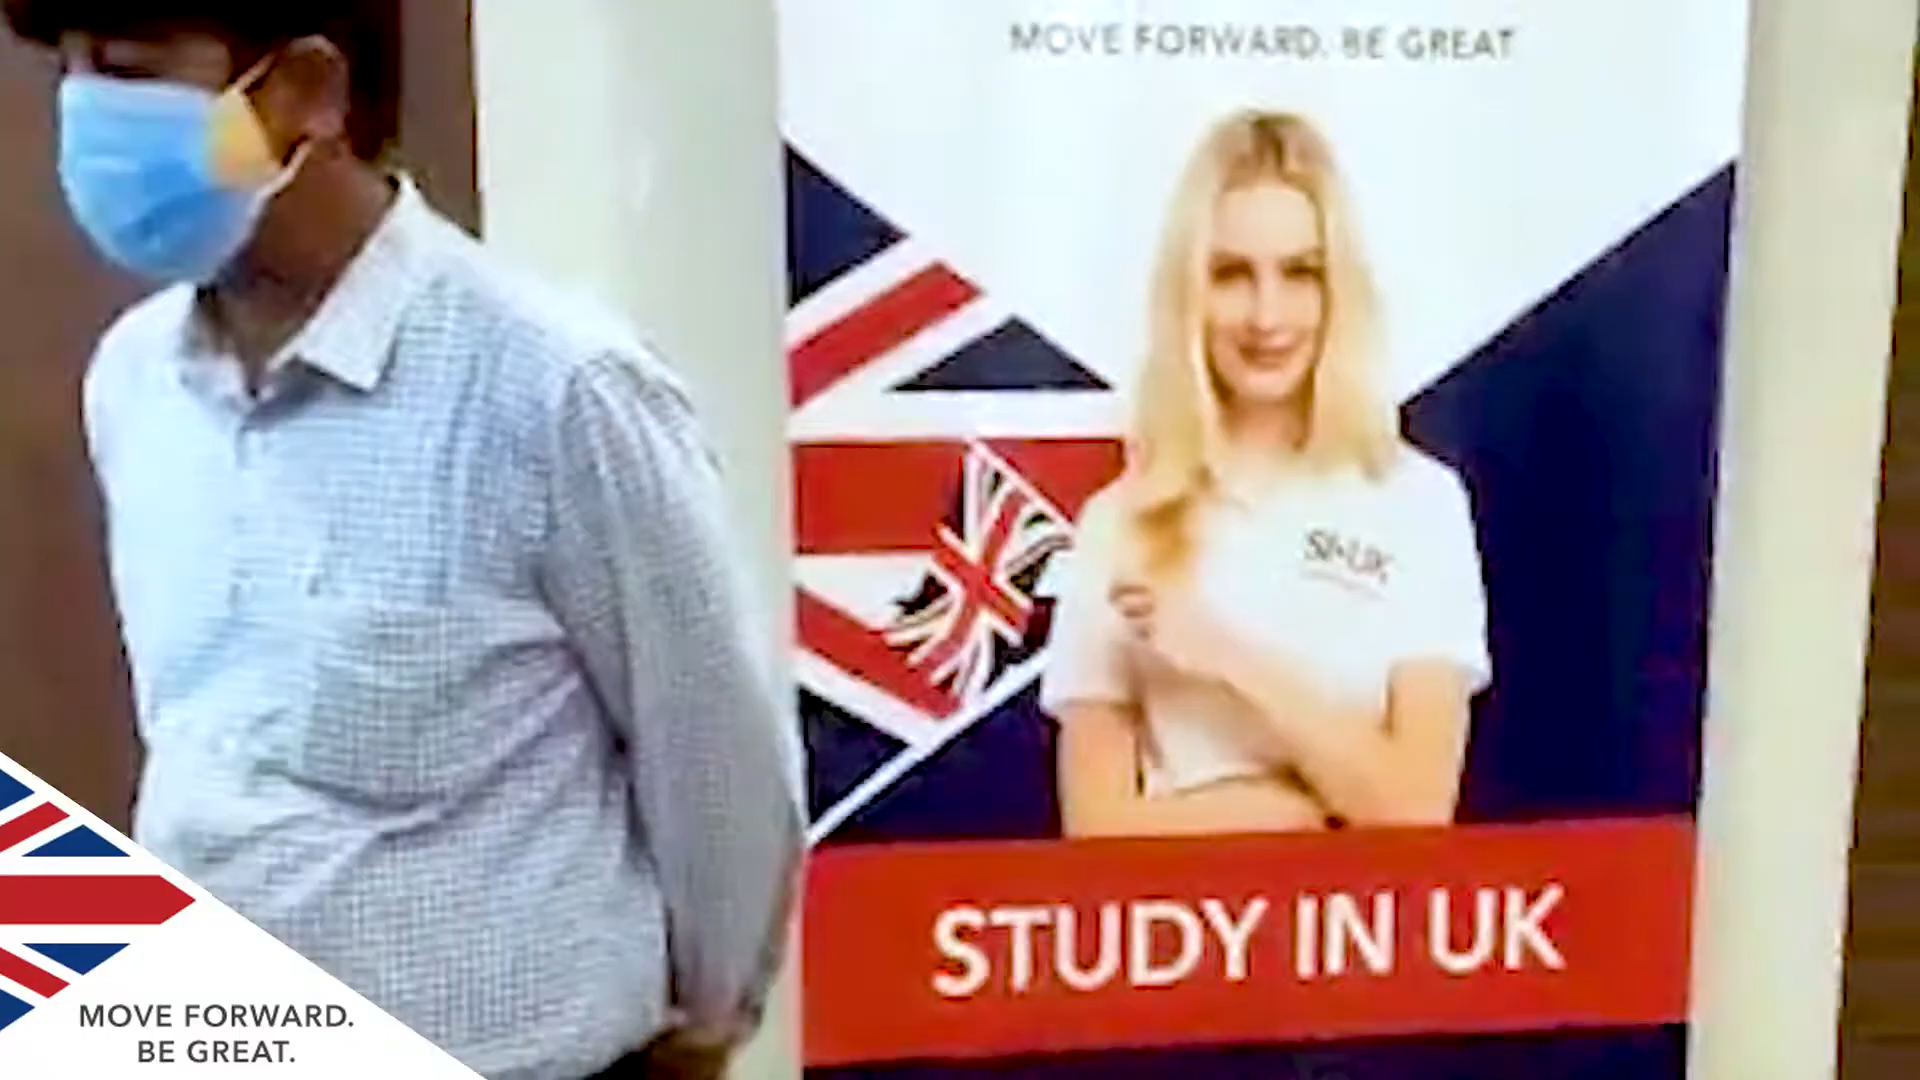 MOVE FORWARD. BE GREAT
SI-UK
STUDY IN UK
MOVE FORWARD.
BE GREAT.